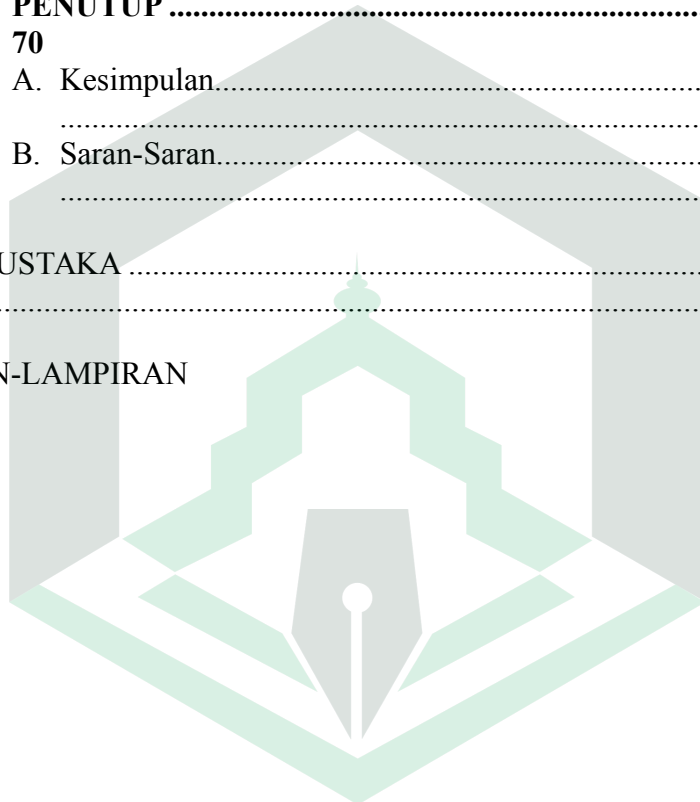 PENUTUP ............................................................................
70
A. Kesimpulan......................................................................
.........................................................................................
B. Saran-Saran......................................................................
.........................................................................................
USTAKA ...............................................................................
.........................................................................................
N-LAMPIRAN